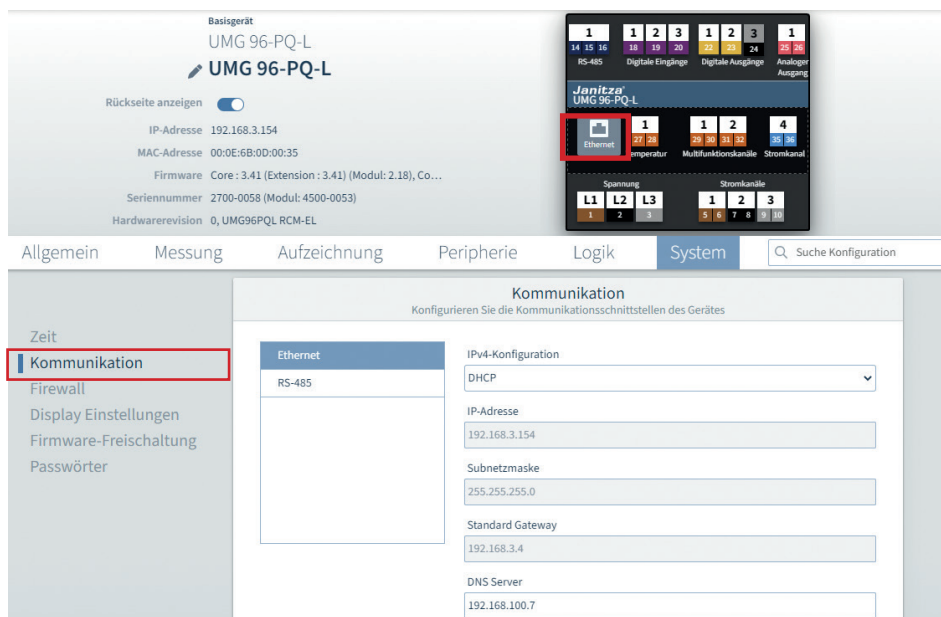 Basisgerät
UMG 96-PQ-L
UMG 96-PQ-L
Rückseite anzeigen
IP-Adresse 192.168.3.154
MAC-Adresse 00:0E:6B:0D:00:35
Firmware Core : 3.41 (Extension : 3.41) (Modul: 2.18), Co...
Seriennummer 2700-0058 (Modul: 4500-0053)
Hardwarerevision 0, UMG96PQL RCM-EL
1 1 2 3 1 2 3 1
14 15 16 18 19 20 22 23 24 25 26
RS-485 Digitale Eingänge Digitale Ausgänge Analoger
Ausgang
Janitza
UMG 96-PQ-L
1 1 2 4
27 28 29 30 31 32 35 36
Ethernet emperatur Multifunktionskanäle Stromkanal
Spannung Stromkanäle
L1 L2 L3 1 2 3
1 2 3 5 6 7 8 9 10
Allgemein Messung Aufzeichnung Peripherie Logik System Suche Konfiguration
Kommunikation
Konfigurieren Sie die Kommunikationsschnittstellen des Gerätes
Zeit
Kommunikation
Firewall
Display Einstellungen
Firmware-Freischaltung
Passwörter
Ethernet
RS-485
IPv4-Konfiguration
DHCP
IP-Adresse
192.168.3.154
Subnetzmaske
255.255.255.0
Standard Gateway
192.168.3.4
DNS Server
192.168.100.7